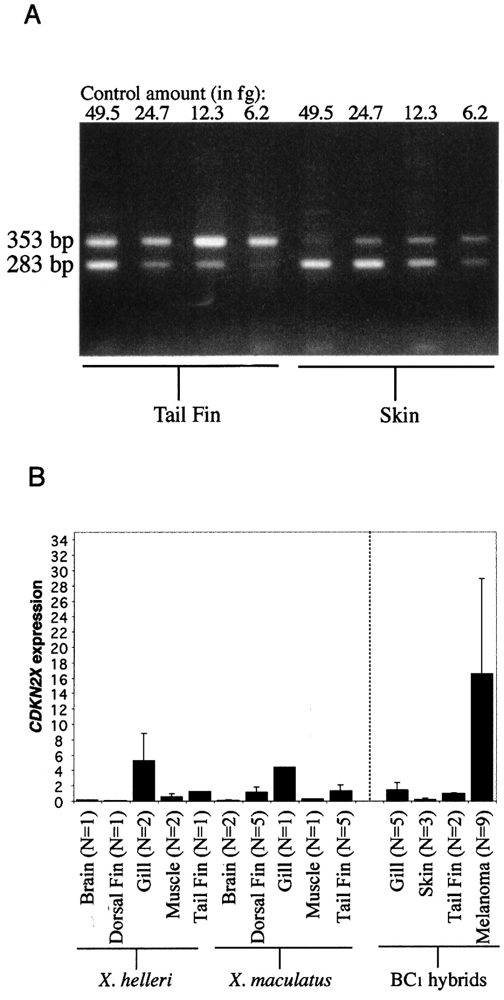 A
Control amount (in fg):
49.5 24.7 12.3 6.2 49.5 24.7 12.3 6.2
353 bp
283 bp
Tail Fin Skin
B
CDKN2X expression
34
32
30
28
26
24
22
20
18
16
14
12
10
8
6
4
2
0
Brain (N=1)
Dorsal Fin (N=1)
Gill (N=2)
Muscle (N=2)
Tail Fin (N=1)
Brain (N=2)
Dorsal Fin (N=5)
Gill (N=1)
Muscle (N=1)
Tail Fin (N=5)
Gill (N=5)
Skin (N=3)
Tail Fin (N=2)
Melanoma (N=9)
X. helleri X. maculatus BC1 hybrids